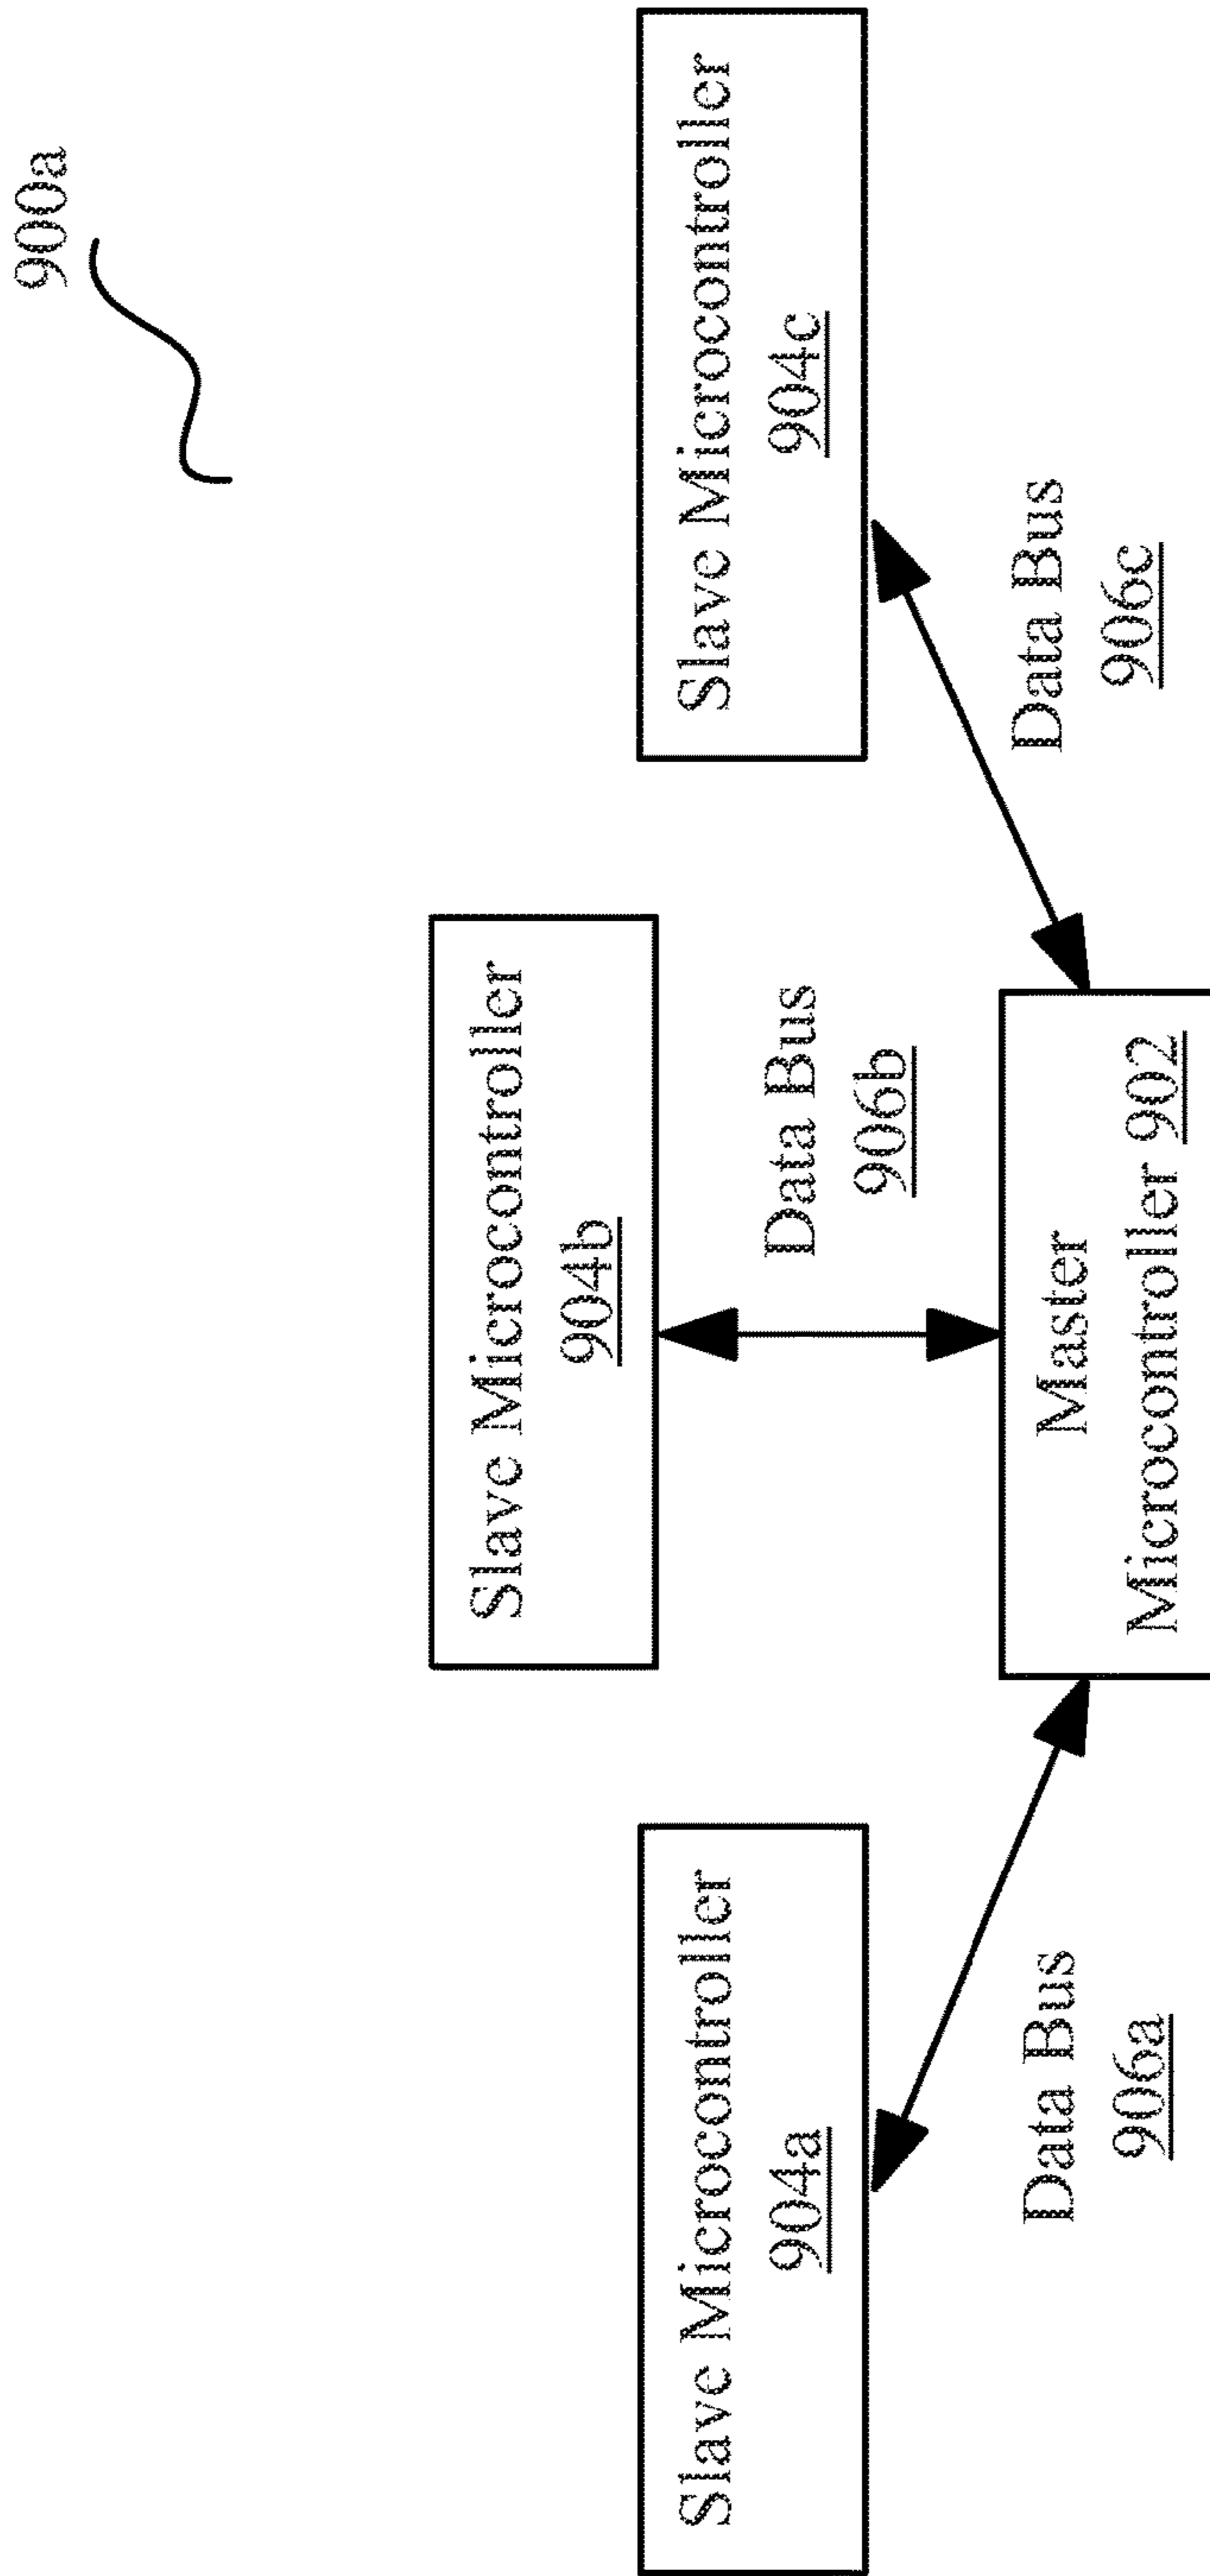 900a
Slave Microcontroller
904b
Slave Microcontroller
904a
Slave Microcontroller
904c
Data Bus
906b
Data Bus
906a
Data Bus
906c
Master
Microcontroller 902